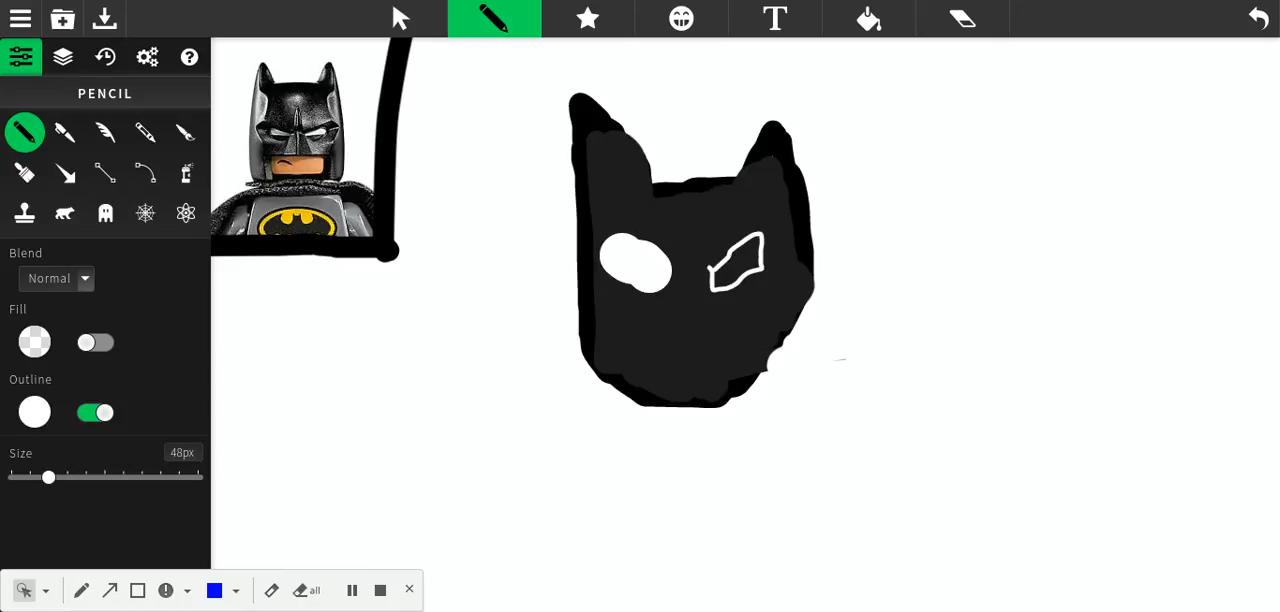 T
?
PENCIL
Blend
Normal
Fill
Outline
Size
48px
all